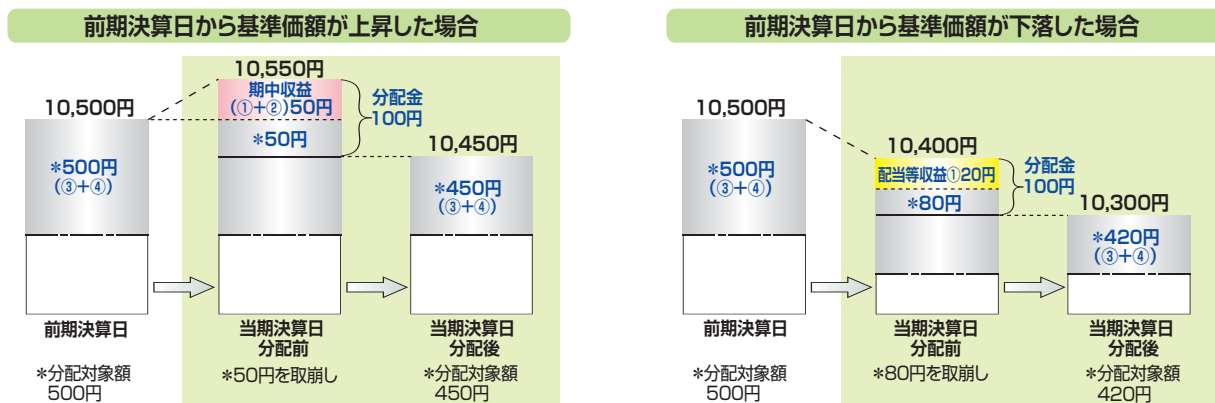 前期決算日から基準価額が上昇した場合
10,500円
*500円
(③+④)
前期決算日
*分配対象額
500円
10,550円
期中収益
(①+②)50円
*50円
分配金
100円
当期決算日
分配前
*50円を取崩し
10,450円
*450円
(③+④)
当期決算日
分配後
*分配対象額
450円
前期決算日から基準価額が下落した場合
10,500円
*500円
(③+④)
前期決算日
*分配対象額
500円
10,400円
配当等収益①20円
*80円
分配金
100円
当期決算日
分配前
*80円を取崩し
10,300円
*420円
(③+④)
当期決算日
分配後
*分配対象額
420円